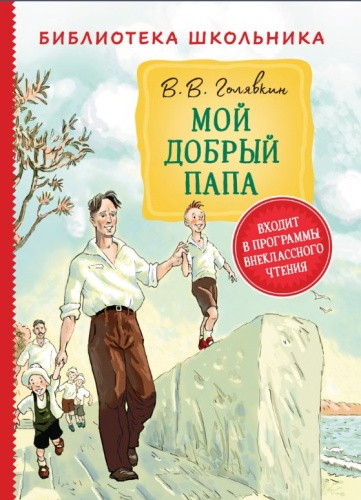 БИБЛИОТЕКА ШКОЛЬНИКА
В. В. Голявкин
МОЙ
ДОБРЫЙ
ПАПА
ВХОДИТ
В ПРОГРАММЫ
ВНЕКЛАССНОГО
ЧТЕНИЯ